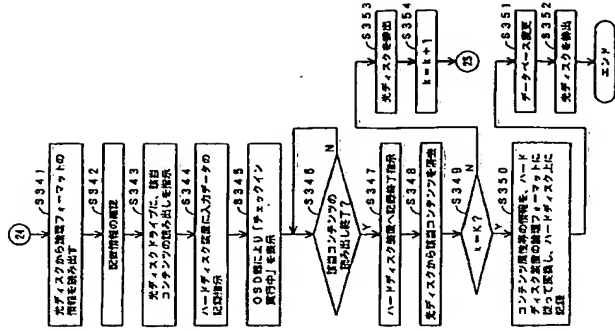 24
S341
光ディスクから論理フォーマットの
情報を読み出す
S342
配置情報の確認
S343
光ディスクドライブに、該当
コンテンツの読み出しを指示
S344
ハードディスク装置に入力データの
記録指示
S345
OSD部により「チェックイン
実行中」を表示
S346
該当コンテンツの
読み出し終了?
N
Y
S347
ハードディスク装置へ記録終了指示
S348
光ディスクから該当コンテンツを消去
S349
k=K?
N
Y
S350
コンテンツ属性等の情報を、ハード
ディスク装置の論理フォーマットに
従って変換し、ハードディスク上に
記録
S353
光ディスクを排出
S354
k=k+1
25
S351
データベース変更
S352
光ディスクを排出
エンド